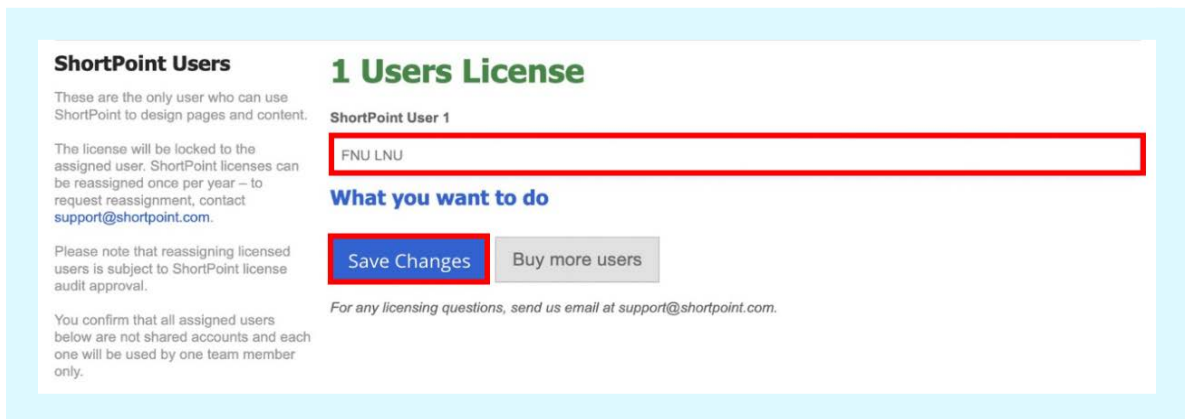 ShortPoint Users
These are the only user who can use
ShortPoint to design pages and content.
The license will be locked to the
assigned user. ShortPoint licenses can
be reassigned once per year – to
request reassignment, contact
support@shortpoint.com.
Please note that reassigning licensed
users is subject to ShortPoint license
audit approval.
You confirm that all assigned users
below are not shared accounts and each
one will be used by one team member
only.
1 Users License
ShortPoint User 1
FNU LNU
What you want to do
Save Changes
Buy more users
For any licensing questions, send us email at support@shortpoint.com.